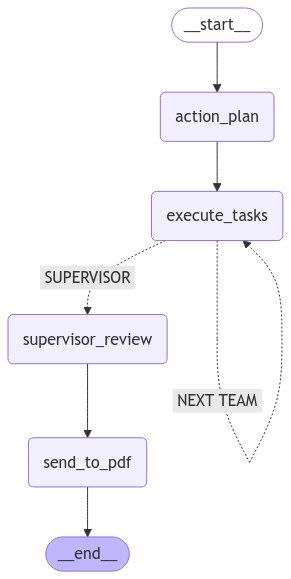 __start__
action_plan
execute_tasks
SUPERVISOR
supervisor_review
NEXT TEAM
send_to_pdf
__end__